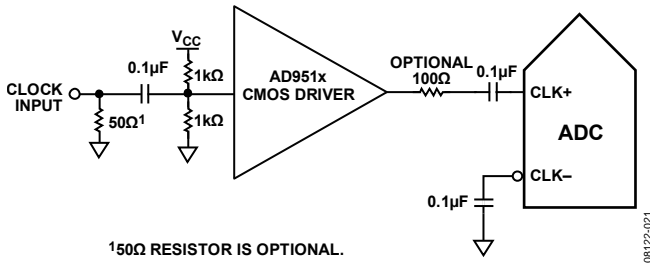 VCC
0.1µF
1kΩ
OPTIONAL
100Ω
0.1µF
CLOCK
INPUT
AD951x
CMOS DRIVER
CLK+
50Ω1
1kΩ
ADC
CLK–
0.1µF
150Ω RESISTOR IS OPTIONAL.
08122-021